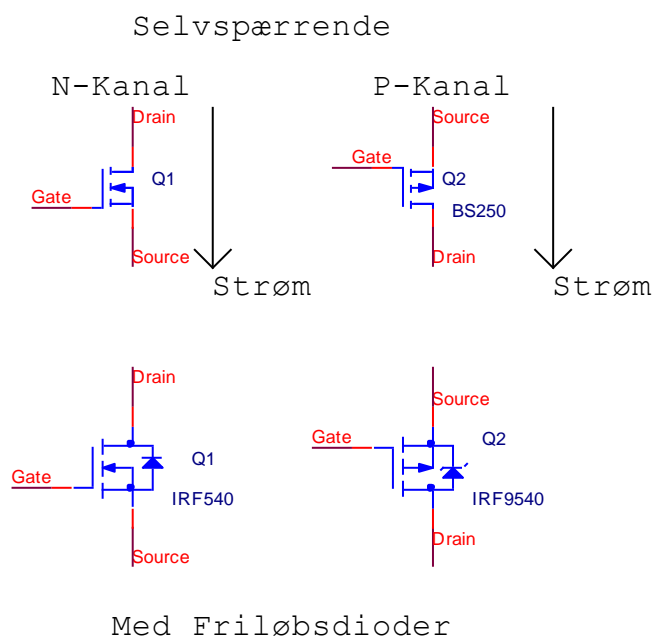 Selvspærrende
N-Kanal
P-Kanal
Drain
Source
Gate
Q1
Gate
Q2
BS250
Source
Drain
Strøm
Strøm
Drain
Source
Gate
Q1
IRF540
Gate
Q2
IRF9540
Source
Drain
Med Friløbsdioder